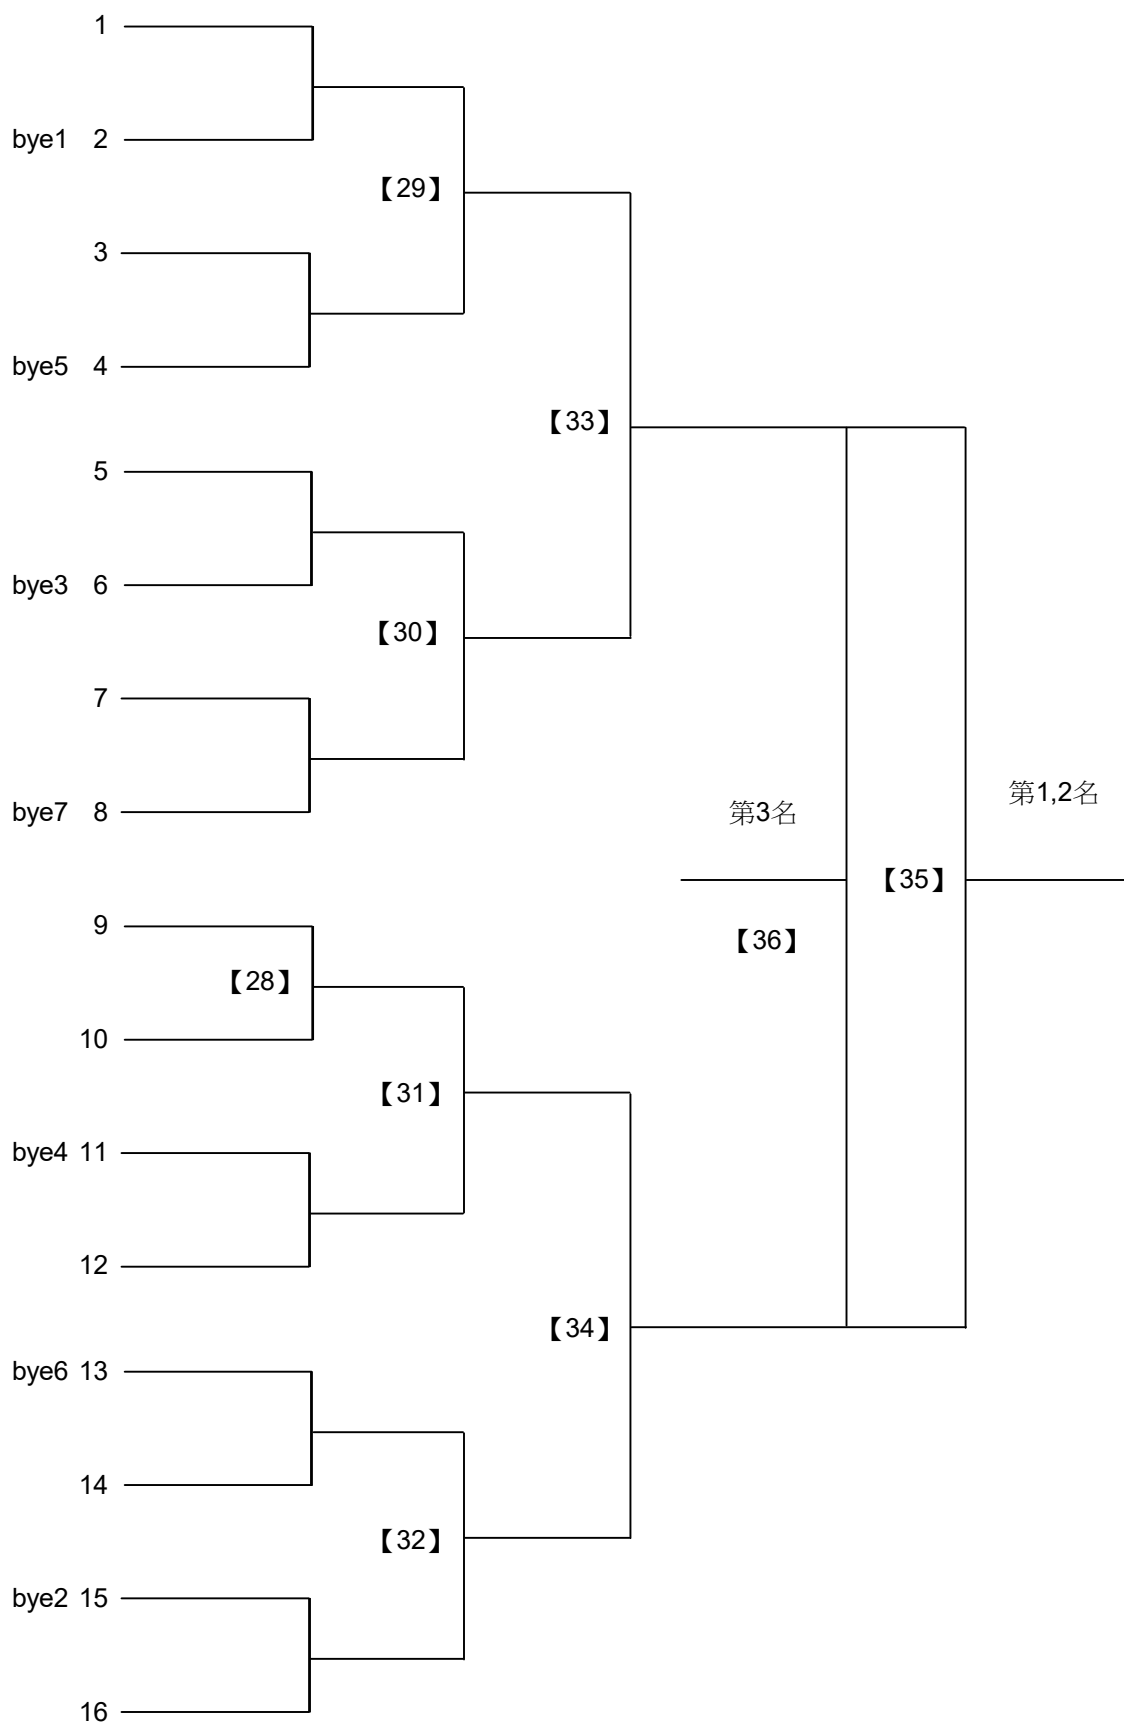 1
bye1 2
【29】
3
bye5 4
【33】
5
bye3 6
【30】
7
bye7 8
第1,2名
第3名
【35】
9
【36】
【28】
10
【31】
bye4 11
12
【34】
bye6 13
14
【32】
bye2 15
16